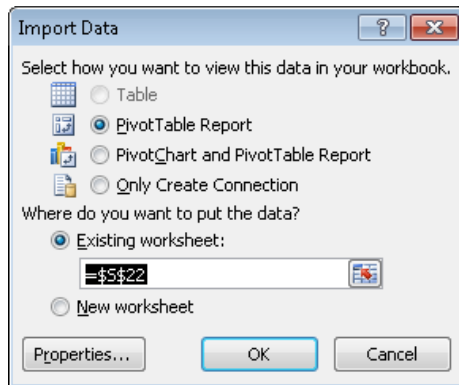 Import Data
Select how you want to view this data in your workbook.
Table
PivotTable Report
PivotChart and PivotTable Report
Only Create Connection
Where do you want to put the data?
Existing worksheet:
=$S$22
New worksheet
Properties... OK Cancel